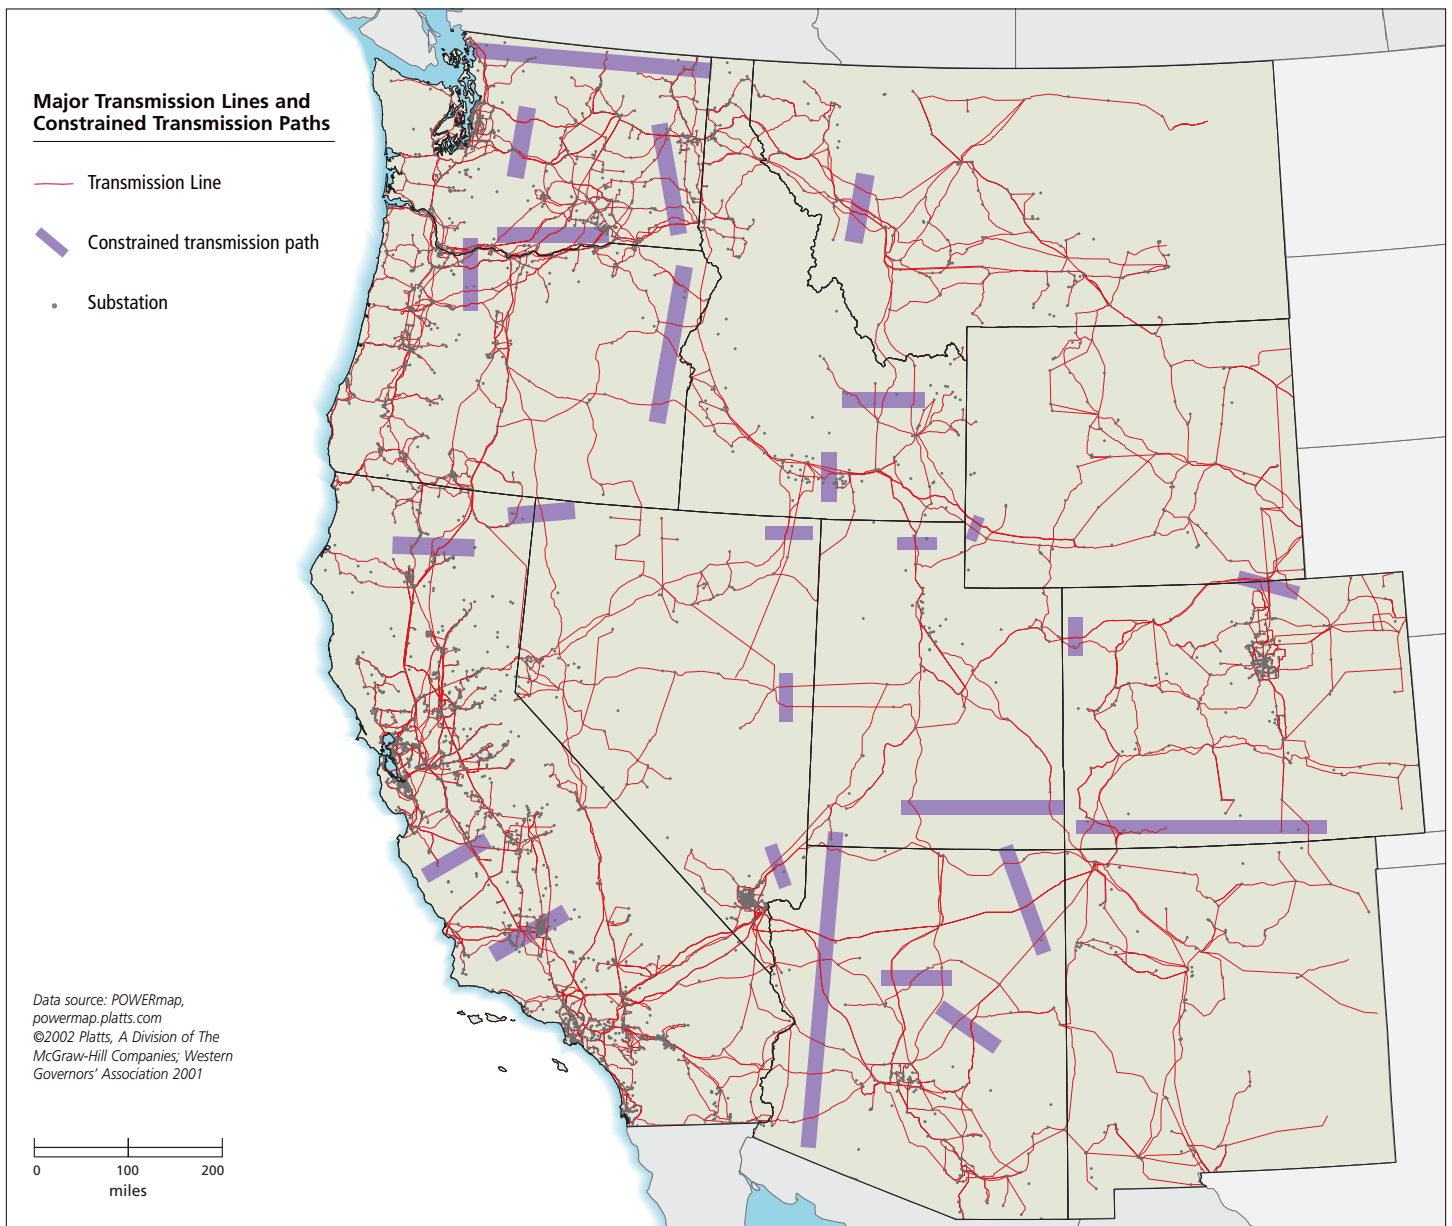 Major Transmission Lines and
Constrained Transmission Paths
Transmission Line
Constrained transmission path
Substation
Data source: POWERmap,
powermap.platts.com
©2002 Platts, A Division of The
McGraw-Hill Companies; Western
Governors’ Association 2001
0 100 200
miles